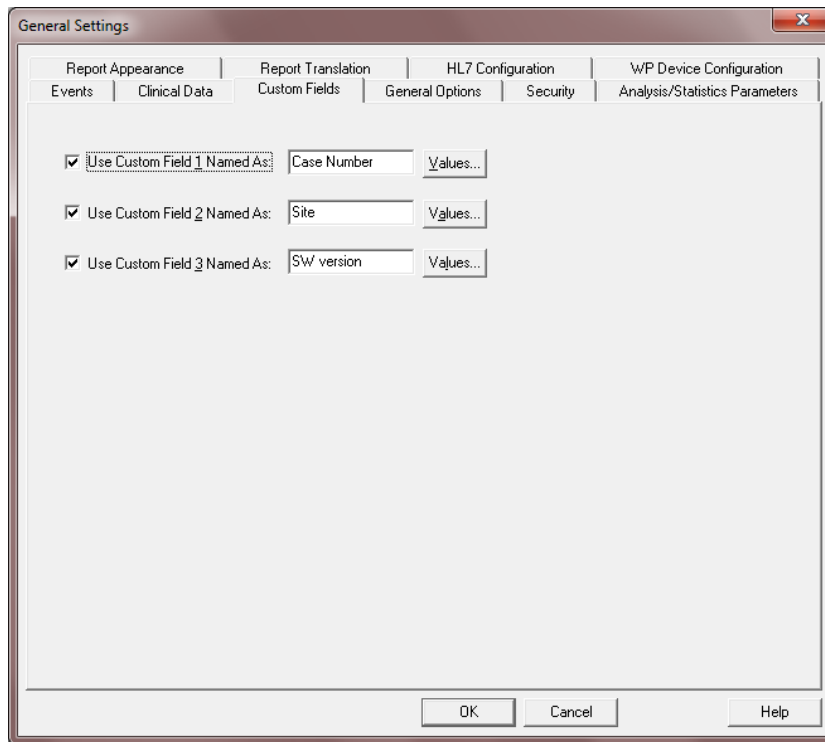 General Settings
Report Appearance Report Translation HL7 Configuration WP Device Configuration
Events Clinical Data Custom Fields General Options Security Analysis/Statistics Parameters
Use Custom Field 1 Named As: Case Number Values...
Use Custom Field 2 Named As: Site Values...
Use Custom Field 3 Named As: SW version Values...
OK Cancel Help